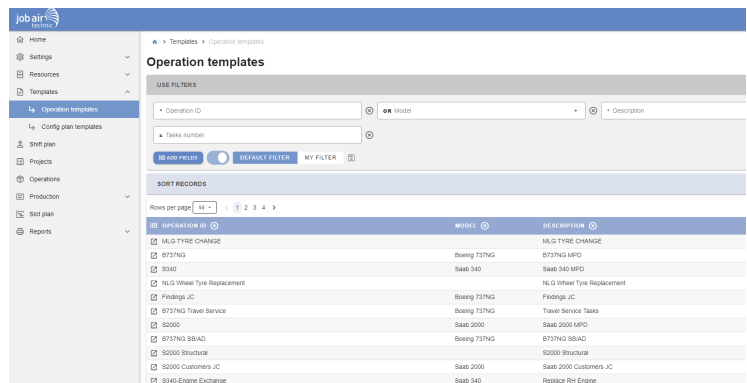 job air
technic
Home
Settings
Resources
Templates
Operation templates
Config plan templates
Shift plan
Projects
Operations
Production
Slot plan
Reports
> Templates > Operation templates
Operation templates
USE FILTERS
* Operation ID
OR Model
* Description
= Tasks number
ADD FIELDS DEFAULT FILTER MY FILTER
SORT RECORDS
Rows per page 50 < 1 2 3 4 >
OPERATION ID MODEL DESCRIPTION
MLG TYRE CHANGE MLG TYRE CHANGE
B737NG Boeing 737NG B737NG MPD
S340 Saab 340 Saab 340 MPD
NLG Wheel Tyre Replacement NLG Wheel Tyre Replacement
Findings JC Boeing 737NG Findings JC
B737NG Travel Service Boeing 737NG Travel Service Tasks
S2000 Saab 2000 Saab 2000 MPD
B737NG SB/AD Boeing 737NG B737NG SB/AD
S2000 Structural S2000 Structural
S2000 Customers JC Saab 2000 Saab 2000 Customers JC
S340-Engine Exchange Saab 340 Replace RH Engine